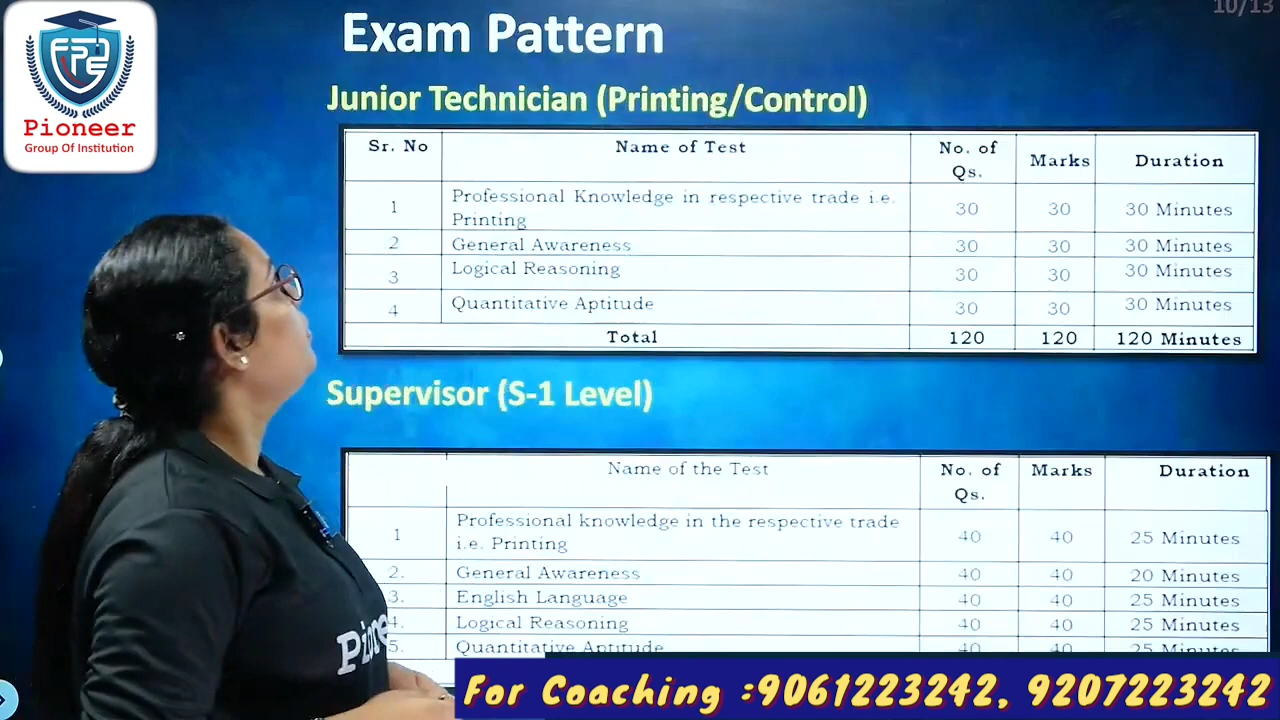 10/13
Exam Pattern
Pioneer
Group Of Institution
Junior Technician (Printing/Control)
Sr. No Name of Test No. of Qs. Marks Duration
1 Professional Knowledge in respective trade i.e. Printing 30 30 30 Minutes
2 General Awareness 30 30 30 Minutes
3 Logical Reasoning 30 30 30 Minutes
4 Quantitative Aptitude 30 30 30 Minutes
Total 120 120 120 Minutes
Supervisor (S-1 Level)
Name of the Test No. of Qs. Marks Duration
1 Professional knowledge in the respective trade i.e. Printing 40 40 25 Minutes
2. General Awareness 40 40 20 Minutes
3. English Language 40 40 25 Minutes
4. Logical Reasoning 40 40 25 Minutes
5. Quantitative Aptitude 40 40 25 Minutes
For Coaching :9061223242, 9207223242